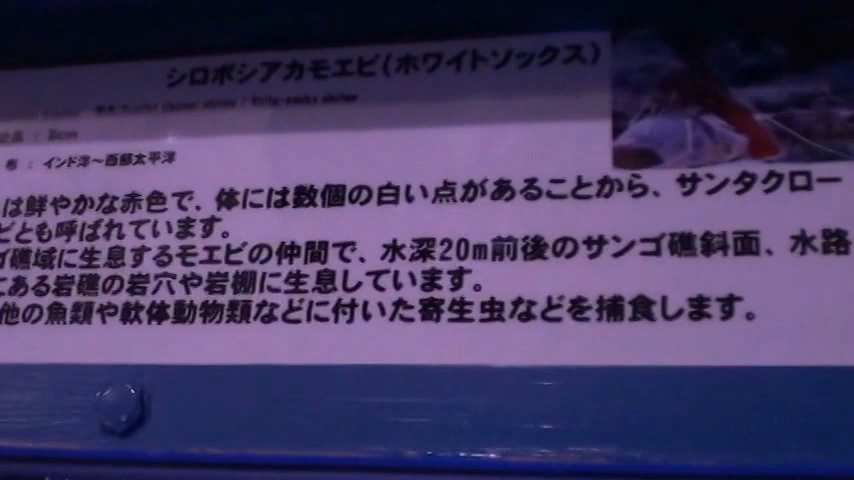 シロボシアカモエビ(ホワイトソックス)
布 : インド洋~西部太平洋
は鮮やかな赤色で、体には数個の白い点があることから、サンタクロー
ビとも呼ばれています。
礁域に生息するモエビの仲間で、水深20m前後のサンゴ礁斜面、水路
にある岩礁の岩穴や岩棚に生息しています。
他の魚類や軟体動物類などに付いた寄生虫などを捕食します。